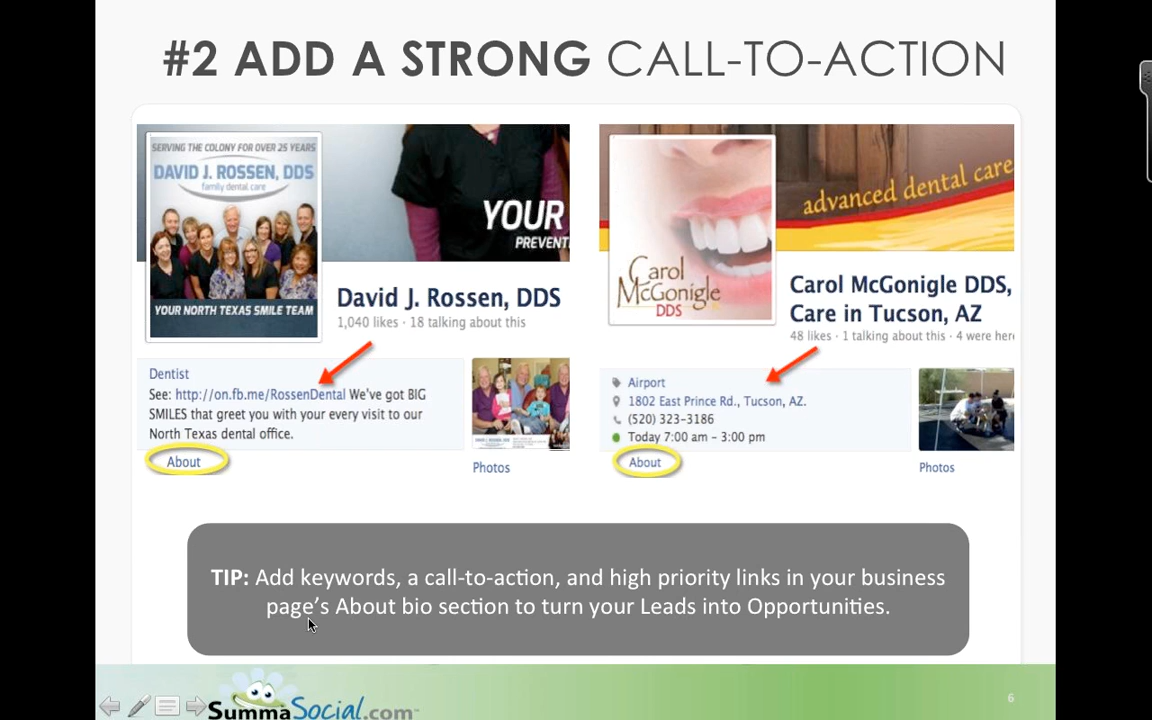 #2 ADD A STRONG CALL-TO-ACTION
SERVING THE COLONY FOR OVER 25 YEARS
DAVID J. ROSSEN, DDS
family dental care
YOUR NORTH TEXAS SMILE TEAM
YOUR
PREVENT
David J. Rossen, DDS
1,040 likes · 18 talking about this
Dentist
See: http://on.fb.me/RossenDental We've got BIG
SMILES that greet you with your every visit to our
North Texas dental office.
About
Photos
advanced dental care
Carol
McGonigle
DDS
Carol McGonigle DDS,
Care in Tucson, AZ
48 likes · 1 talking about this · 4 were here
Airport
1802 East Prince Rd., Tucson, AZ.
(520) 323-3186
Today 7:00 am – 3:00 pm
About
Photos
TIP: Add keywords, a call-to-action, and high priority links in your business
page's About bio section to turn your Leads into Opportunities.
SummaSocial.com™
6